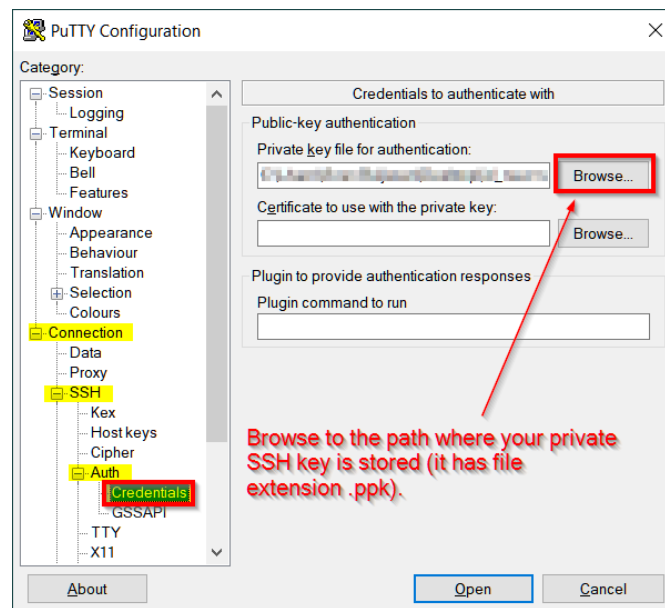 PuTTY Configuration
Category:
Session
Logging
Terminal
Keyboard
Bell
Features
Window
Appearance
Behaviour
Translation
Selection
Colours
Connection
Data
Proxy
SSH
Kex
Host keys
Cipher
Auth
Credentials
GSSAPI
TTY
X11
Credentials to authenticate with
Public-key authentication
Private key file for authentication:
Browse...
Certificate to use with the private key:
Browse...
Plugin to provide authentication responses
Plugin command to run
Browse to the path where your private
SSH key is stored (it has file
extension .ppk).
About
Open
Cancel